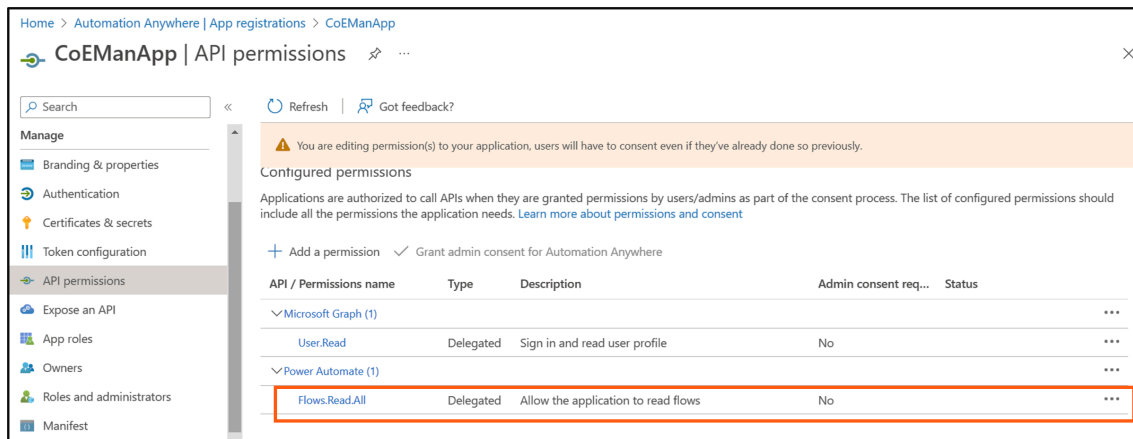 Home > Automation Anywhere | App registrations > CoEManApp
CoEManApp | API permissions
Search
Refresh
Got feedback?
Manage
Branding & properties
Authentication
Certificates & secrets
Token configuration
API permissions
Expose an API
App roles
Owners
Roles and administrators
Manifest
You are editing permission(s) to your application, users will have to consent even if they've already done so previously.
Configured permissions
Applications are authorized to call APIs when they are granted permissions by users/admins as part of the consent process. The list of configured permissions should
include all the permissions the application needs. Learn more about permissions and consent
Add a permission Grant admin consent for Automation Anywhere
API / Permissions name Type Description Admin consent req... Status
Microsoft Graph (1)
User.Read Delegated Sign in and read user profile No
Power Automate (1)
Flows.Read.All Delegated Allow the application to read flows No